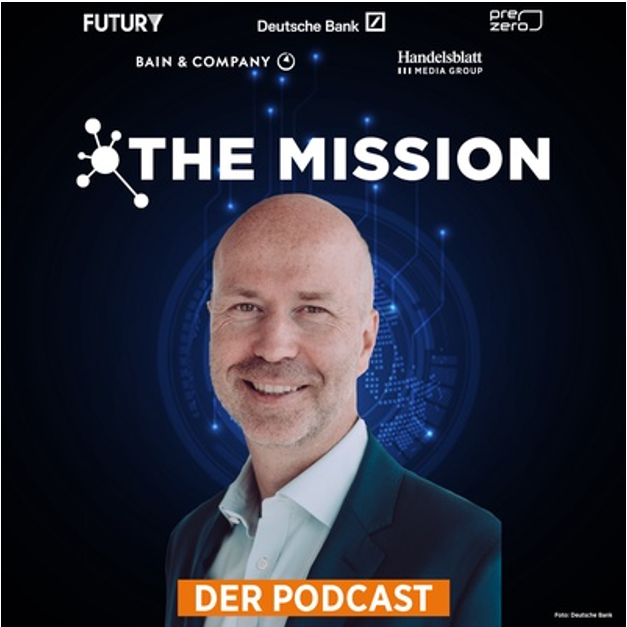 FUTURY
Deutsche Bank
pre
zero
BAIN & COMPANY
Handelsblatt
MEDIA GROUP
THE MISSION
DER PODCAST
Foto: Deutsche Bank